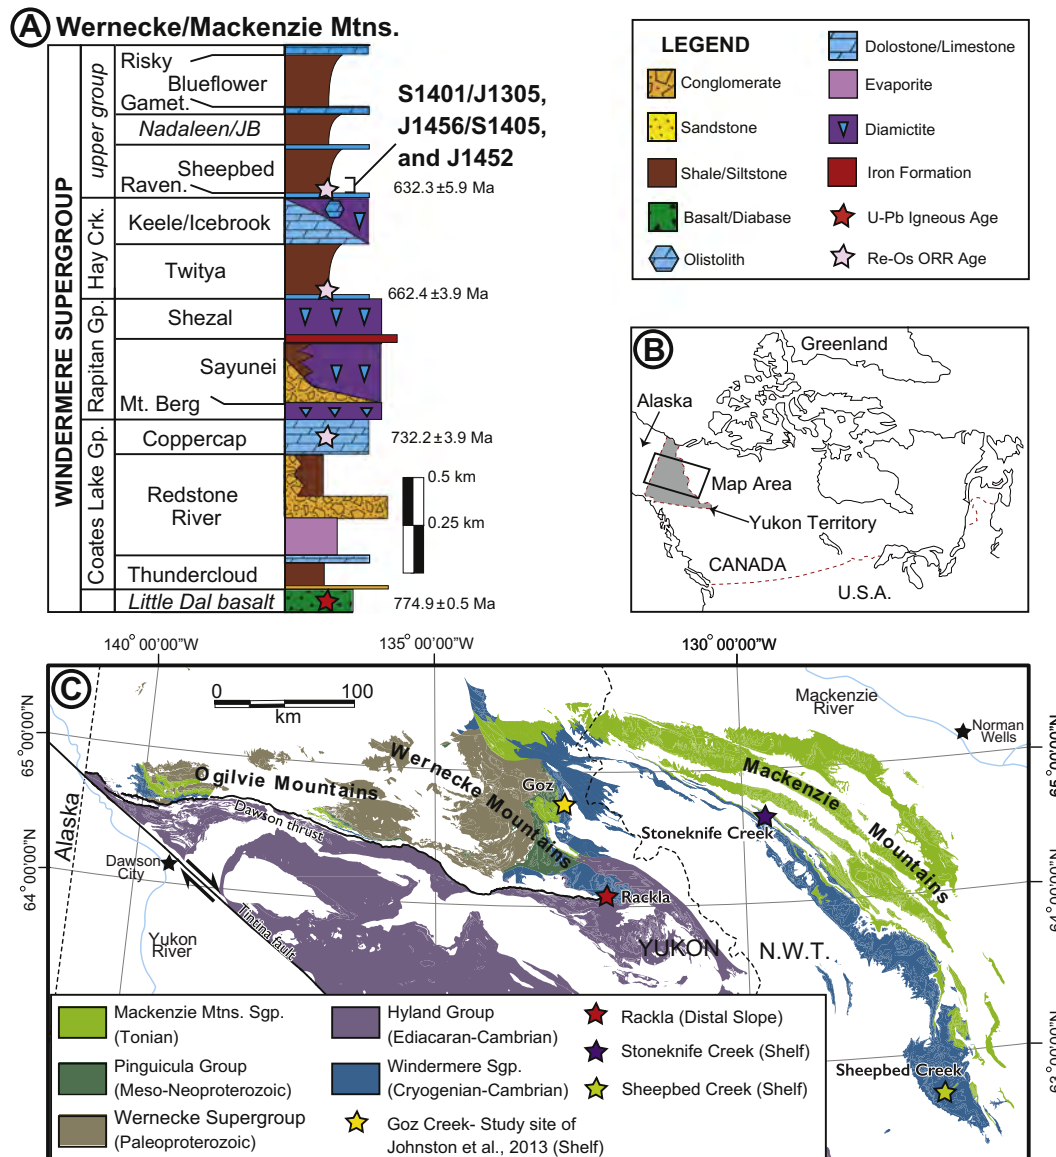 A Wernecke/Mackenzie Mtns.
WINDERMERE SUPERGROUP
upper group
Hay Crk.
Rapitan Gp.
Coates Lake Gp.
Risky
Blueflower
Gamet.
Nadaleen/JB
Sheepbed
Raven.
Keele/Icebrook
Twitya
Shezal
Sayunei
Mt. Berg
Coppercap
Redstone
River
Thundercloud
Little Dal basalt
S1401/J1305,
J1456/S1405,
and J1452
632.3 ±5.9 Ma
662.4 ±3.9 Ma
732.2 ±3.9 Ma
0.5 km
0.25 km
774.9 ±0.5 Ma
LEGEND
Conglomerate
Sandstone
Shale/Siltstone
Basalt/Diabase
Olistolith
Dolostone/Limestone
Evaporite
Diamictite
Iron Formation
U-Pb Igneous Age
Re-Os ORR Age
B
Greenland
Alaska
Map Area
Yukon Territory
CANADA
U.S.A.
140° 00'00"W
135° 00'00"W
130° 00'00"W
C
0 100
km
65° 00'00"N
64° 00'00"N
65° 00'00"N
64° 00'00"N
63° 00'00"N
Mackenzie
River
Norman
Wells
Ogilvie Mountains
Wernecke Mountains
Mackenzie Mountains
Goz
Stoneknife Creek
Dawson thrust
Alaska
Dawson
City
Rackla
Tintina fault
Yukon
River
YUKON
N.W.T.
Sheepbed Creek
Mackenzie Mtns. Sgp.
(Tonian)
Pinguicula Group
(Meso-Neoproterozoic)
Wernecke Supergroup
(Paleoproterozoic)
Hyland Group
(Ediacaran-Cambrian)
Windermere Sgp.
(Cryogenian-Cambrian)
Goz Creek- Study site of
Johnston et al., 2013 (Shelf)
Rackla (Distal Slope)
Stoneknife Creek (Shelf)
Sheepbed Creek (Shelf)